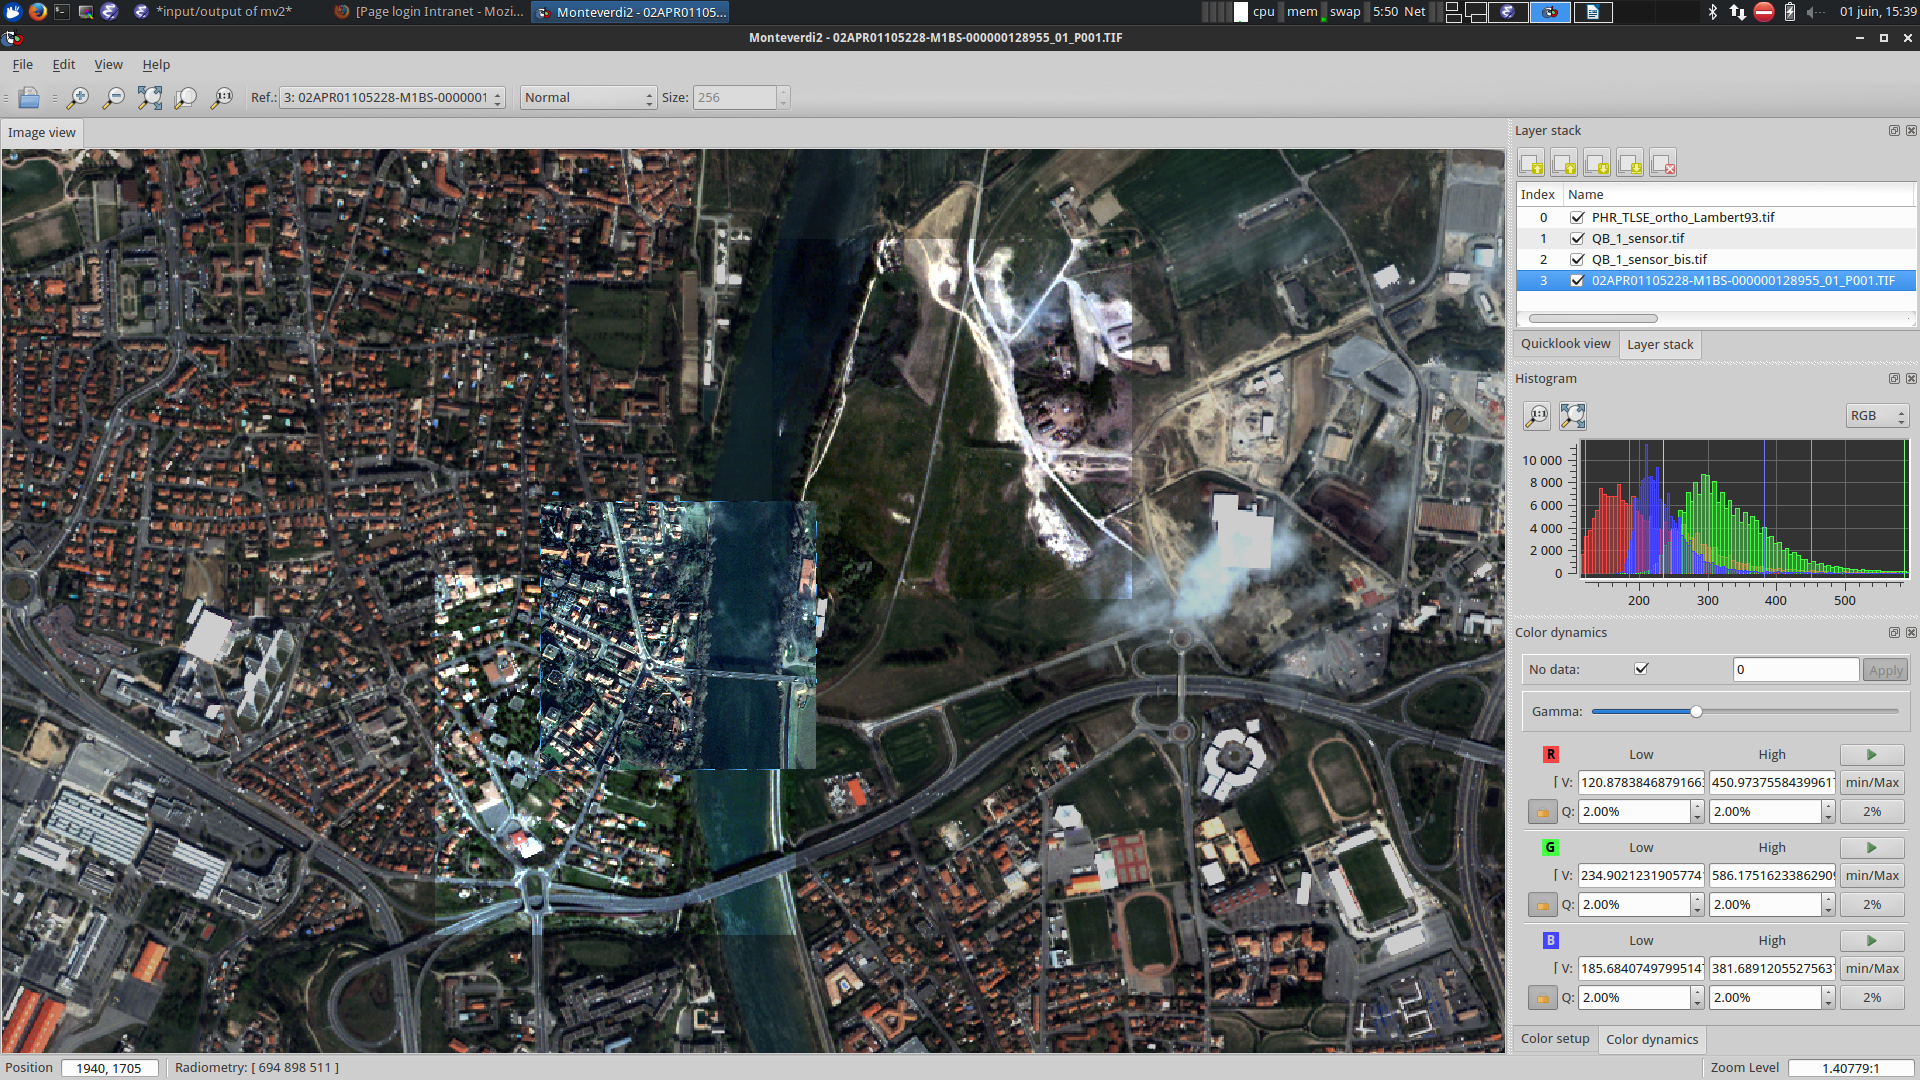 *input/output of mv2*
[Page login Intranet - Mozi...
Monteverdi2 - 02APR01105...
cpu mem swap 5:50 Net
01 juin, 15:39
Monteverdi2 - 02APR01105228-M1BS-000000128955_01_P001.TIF
File Edit View Help
Ref.: 3: 02APR01105228-M1BS-0000001 Normal Size: 256
Image view
Layer stack
Index Name
0 PHR_TLSE_ortho_Lambert93.tif
1 QB_1_sensor.tif
2 QB_1_sensor_bis.tif
3 02APR01105228-M1BS-000000128955_01_P001.TIF
Quicklook view Layer stack
Histogram
1:1 RGB
10 000
8 000
6 000
4 000
2 000
0
200 300 400 500
Color dynamics
No data: 0 Apply
Gamma:
R Low High
V: 120.87838468791663 450.9737558439961 min/Max
Q: 2.00% 2.00% 2%
G Low High
V: 234.9021231905774 586.1751623386290 min/Max
Q: 2.00% 2.00% 2%
B Low High
V: 185.6840749799514 381.6891205527563 min/Max
Q: 2.00% 2.00% 2%
Color setup Color dynamics
Position 1940, 1705 Radiometry: [ 694 898 511 ] Zoom Level 1.40779:1